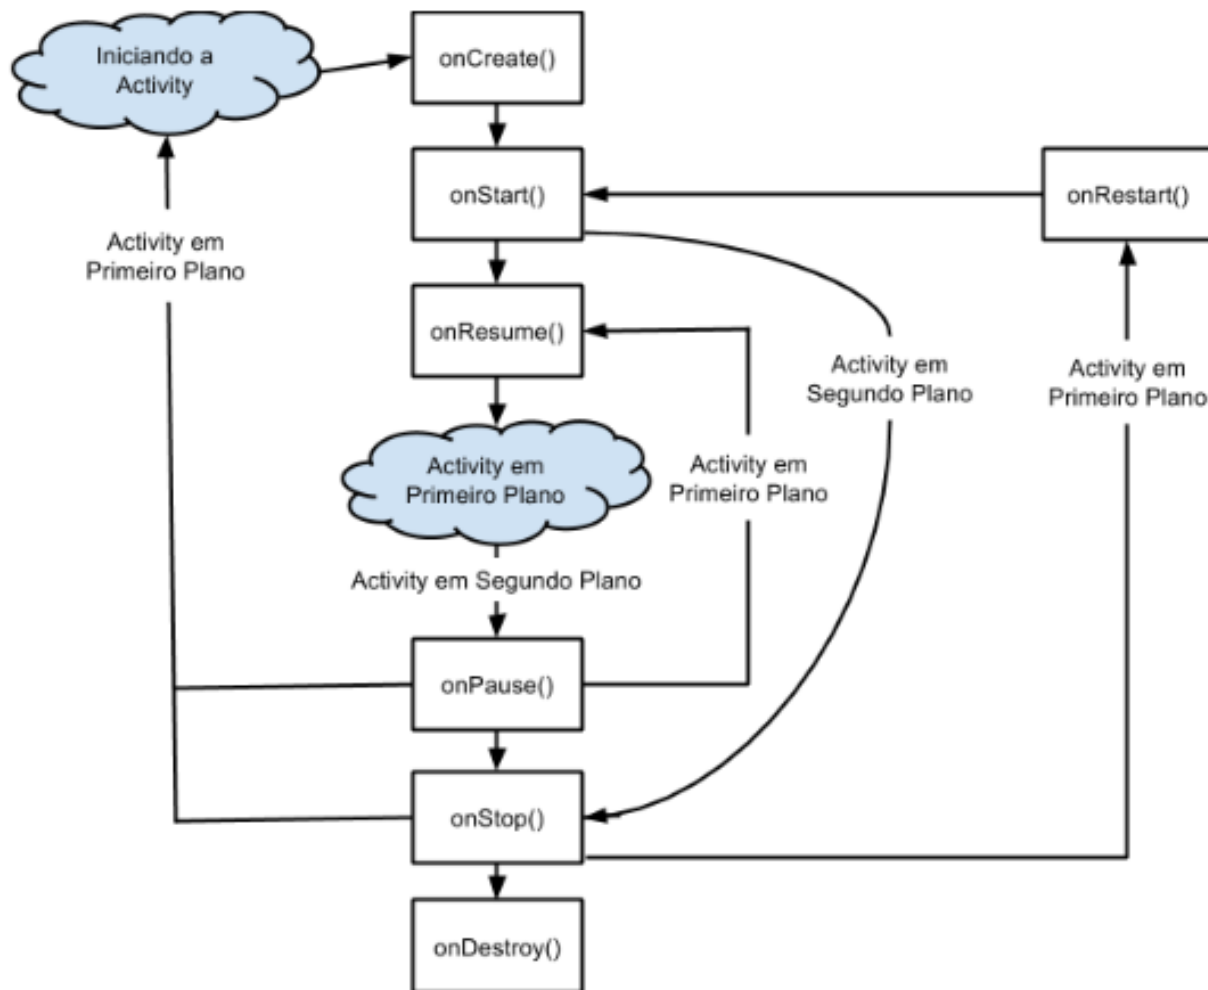 Iniciando a
Activity
onCreate()
onStart()
onRestart()
Activity em
Primeiro Plano
onResume()
Activity em
Segundo Plano
Activity em
Primeiro Plano
Activity em
Primeiro Plano
Activity em
Primeiro Plano
Activity em Segundo Plano
onPause()
onStop()
onDestroy()